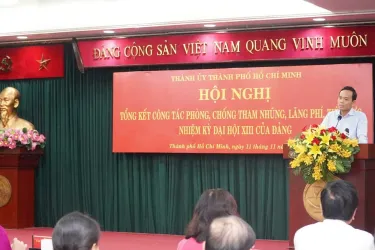 ĐẢNG CỘNG SẢN VIỆT NAM QUANG VINH MUÔN
THÀNH ỦY THÀNH PHỐ HỒ CHÍ MINH
HỘI NGHỊ
TỔNG KẾT CÔNG TÁC PHÒNG, CHỐNG THAM NHŨNG, LÃNG PHÍ,
NHIỆM KỲ ĐẠI HỘI XIII CỦA ĐẢNG
Thành phố Hồ Chí Minh, ngày 11 tháng 11